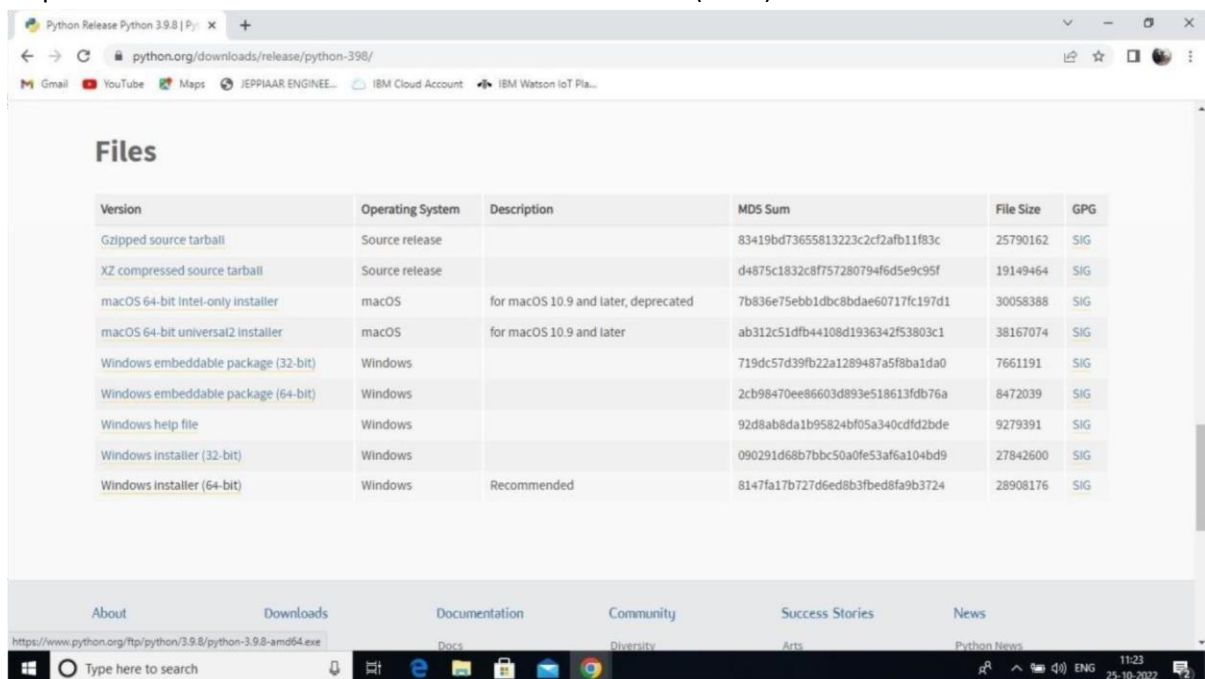 Python Release Python 3.9.8 | Py
python.org/downloads/release/python-398/
Gmail YouTube Maps JEPPIAAR ENGINEE... IBM Cloud Account IBM Watson IoT Pla...
Files
Version Operating System Description MD5 Sum File Size GPG
Gzipped source tarball Source release 83419bd73655813223c2cf2afb11f83c 25790162 SIG
XZ compressed source tarball Source release d4875c1832c8f757280794f6d5e9c95f 19149464 SIG
macOS 64-bit Intel-only installer macOS for macOS 10.9 and later, deprecated 7b836e75ebb1dbc8bdae60717fc197d1 30058388 SIG
macOS 64-bit universal2 installer macOS for macOS 10.9 and later ab312c51dfb44108d1936342f53803c1 38167074 SIG
Windows embeddable package (32-bit) Windows 719dc57d39fb22a1289487a5f8ba1da0 7661191 SIG
Windows embeddable package (64-bit) Windows 2cb98470ee86603d893e518613fdb76a 8472039 SIG
Windows help file Windows 92d8ab8da1b95824bf05a340cdfd2bde 9279391 SIG
Windows installer (32-bit) Windows 090291d68b7bbc50a0fe53af6a104bd9 27842600 SIG
Windows installer (64-bit) Windows Recommended 8147fa17b727d6ed8b3fbed8fa9b3724 28908176 SIG
About Downloads Documentation Community Success Stories News
https://www.python.org/ftp/python/3.9.8/python-3.9.8-amd64.exe Docs Diversity Arts Python News
Type here to search ENG 11:23
25-10-2022